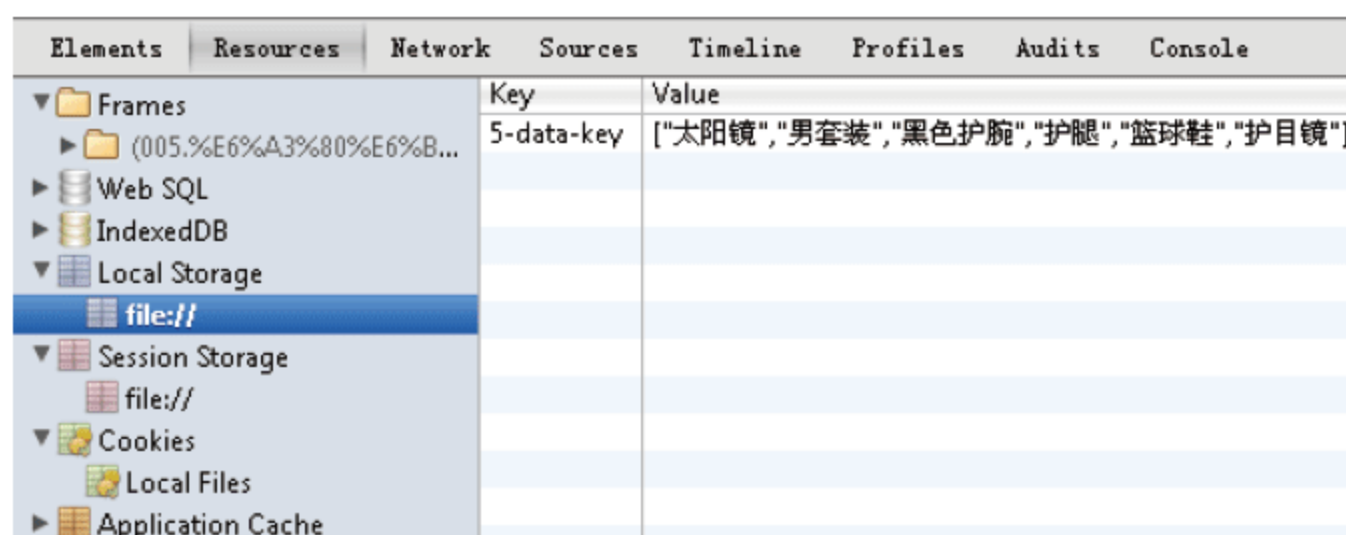 Elements Resources Network Sources Timeline Profiles Audits Console
Frames
(005.%E6%A3%80%E6%B...
Web SQL
IndexedDB
Local Storage
file://
Session Storage
file://
Cookies
Local Files
Application Cache
Key Value
5-data-key ["太阳镜","男套装","黑色护腕","护腿","篮球鞋","护目镜"]